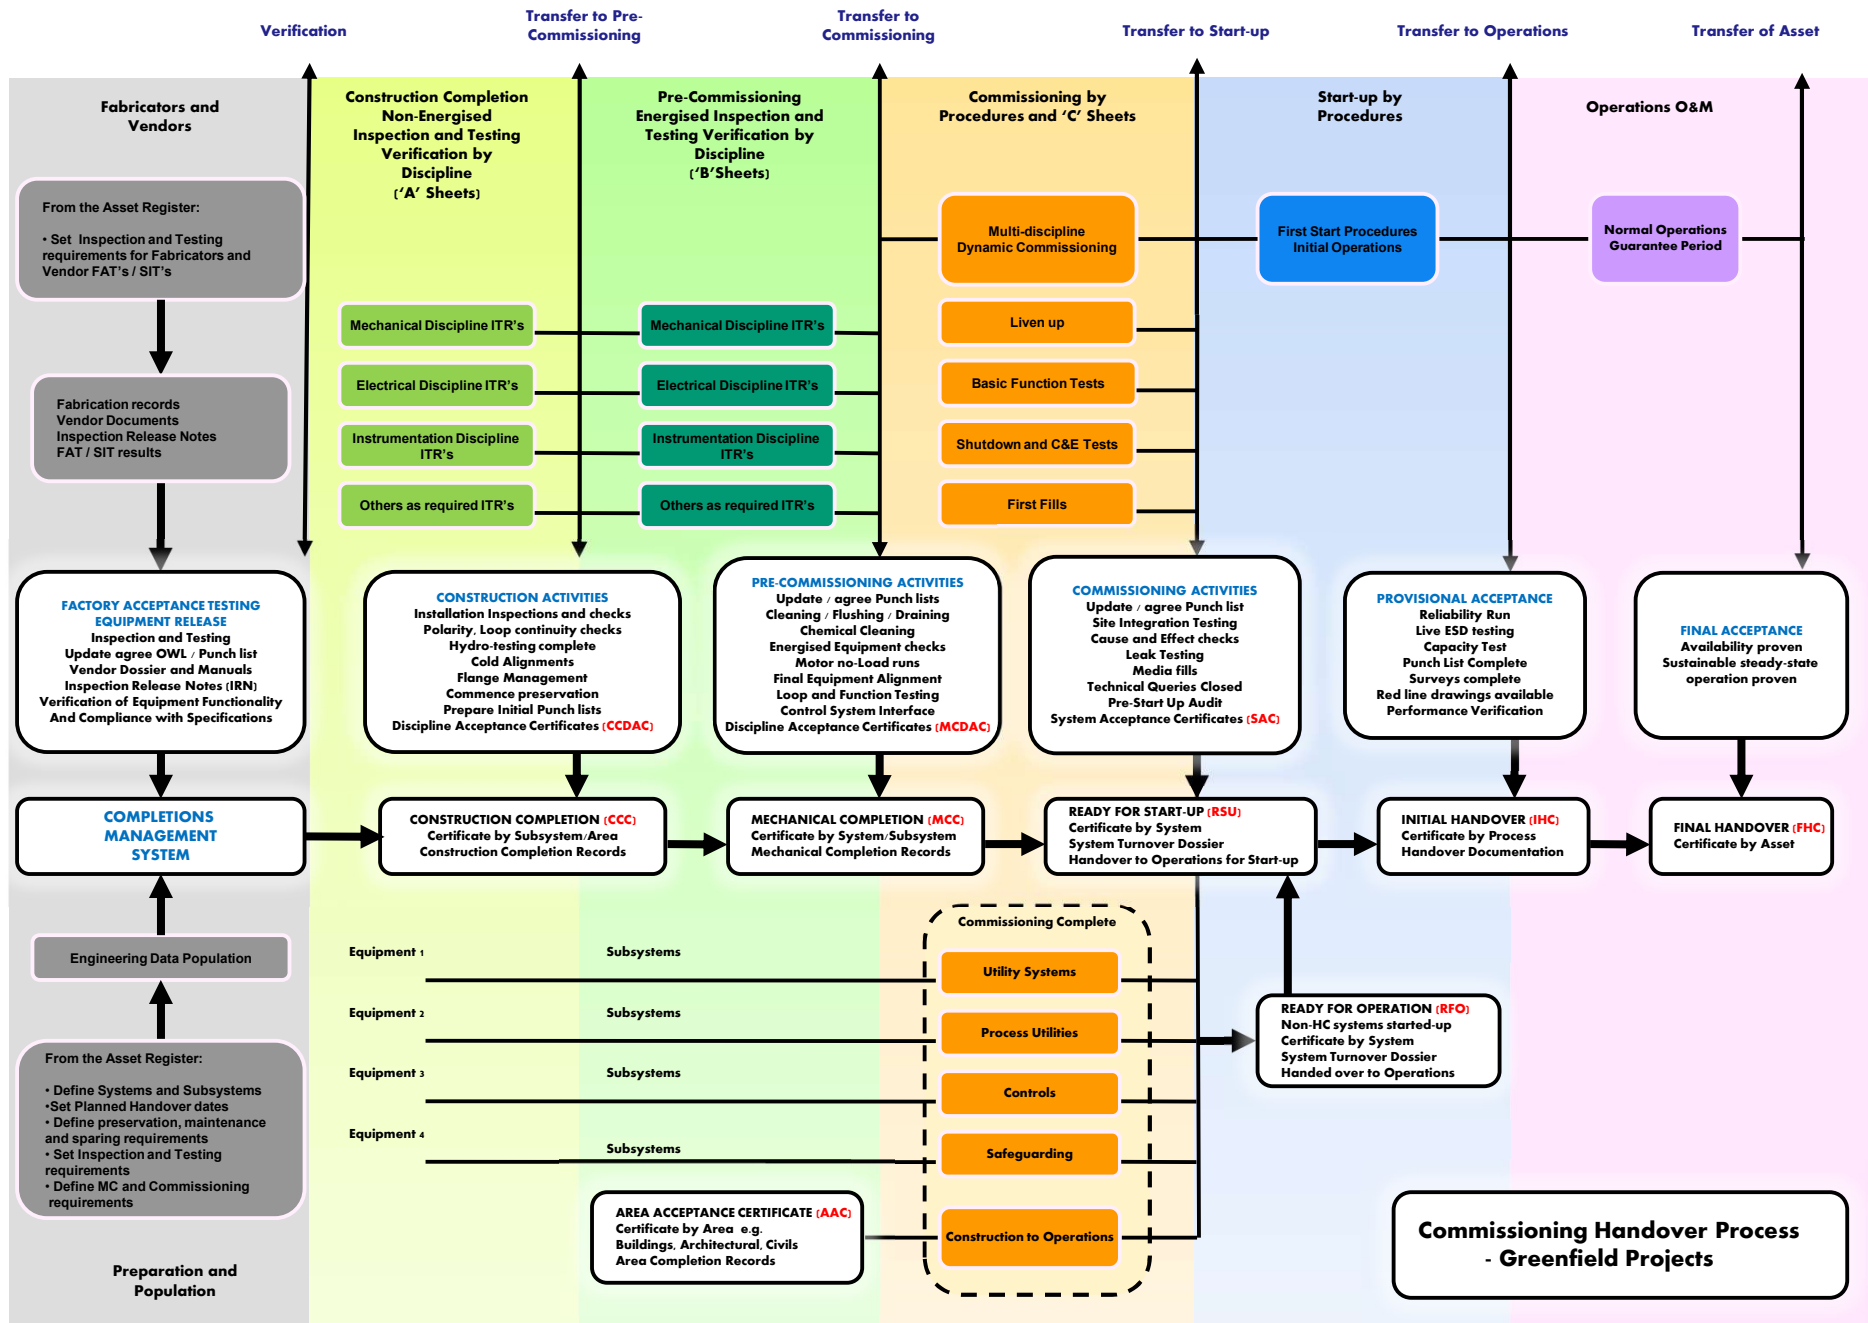 Verification
Transfer to Pre-
Commissioning
Transfer to
Commissioning
Transfer to Start-up
Transfer to Operations
Transfer of Asset
Fabricators and
Vendors
Construction Completion
Non-Energised
Inspection and Testing
Verification by
Discipline
(‘A’ Sheets)
Pre-Commissioning
Energised Inspection and
Testing Verification by
Discipline
(‘B’Sheets)
Commissioning by
Procedures and ‘C’ Sheets
Start-up by
Procedures
Operations O&M
From the Asset Register:
• Set Inspection and Testing
requirements for Fabricators and
Vendor FAT’s / SIT’s
Multi-discipline
Dynamic Commissioning
First Start Procedures
Initial Operations
Normal Operations
Guarantee Period
Mechanical Discipline ITR’s
Mechanical Discipline ITR’s
Liven up
Electrical Discipline ITR’s
Electrical Discipline ITR’s
Basic Function Tests
Fabrication records
Vendor Documents
Inspection Release Notes
FAT / SIT results
Instrumentation Discipline
ITR’s
Instrumentation Discipline
ITR’s
Shutdown and C&E Tests
Others as required ITR’s
Others as required ITR’s
First Fills
FACTORY ACCEPTANCE TESTING
EQUIPMENT RELEASE
Inspection and Testing
Update agree OWL / Punch list
Vendor Dossier and Manuals
Inspection Release Notes (IRN)
Verification of Equipment Functionality
And Compliance with Specifications
CONSTRUCTION ACTIVITIES
Installation Inspections and checks
Polarity, Loop continuity checks
Hydro-testing complete
Cold Alignments
Flange Management
Commence preservation
Prepare Initial Punch lists
Discipline Acceptance Certificates (CCDAC)
PRE-COMMISSIONING ACTIVITIES
Update / agree Punch lists
Cleaning / Flushing / Draining
Chemical Cleaning
Energised Equipment checks
Motor no-Load runs
Final Equipment Alignment
Loop and Function Testing
Control System Interface
Discipline Acceptance Certificates (MCDAC)
COMMISSIONING ACTIVITIES
Update / agree Punch list
Site Integration Testing
Cause and Effect checks
Leak Testing
Media fills
Technical Queries Closed
Pre-Start Up Audit
System Acceptance Certificates (SAC)
PROVISIONAL ACCEPTANCE
Reliability Run
Live ESD testing
Capacity Test
Punch List Complete
Surveys complete
Red line drawings available
Performance Verification
FINAL ACCEPTANCE
Availability proven
Sustainable steady-state
operation proven
COMPLETIONS
MANAGEMENT
SYSTEM
CONSTRUCTION COMPLETION (CCC)
Certificate by Subsystem/Area
Construction Completion Records
MECHANICAL COMPLETION (MCC)
Certificate by System/Subsystem
Mechanical Completion Records
READY FOR START-UP (RSU)
Certificate by System
System Turnover Dossier
Handover to Operations for Start-up
INITIAL HANDOVER (IHC)
Certificate by Process
Handover Documentation
FINAL HANDOVER (FHC)
Certificate by Asset
Engineering Data Population
Commissioning Complete
Equipment 1
Subsystems
Utility Systems
Equipment 2
Subsystems
Process Utilities
Equipment 3
Subsystems
Controls
Equipment 4
Subsystems
Safeguarding
READY FOR OPERATION (RFO)
Non-HC systems started-up
Certificate by System
System Turnover Dossier
Handed over to Operations
From the Asset Register:
• Define Systems and Subsystems
•Set Planned Handover dates
• Define preservation, maintenance
and sparing requirements
• Set Inspection and Testing
requirements
• Define MC and Commissioning
requirements
AREA ACCEPTANCE CERTIFICATE (AAC)
Certificate by Area e.g.
Buildings, Architectural, Civils
Area Completion Records
Construction to Operations
Commissioning Handover Process
- Greenfield Projects
Preparation and
Population